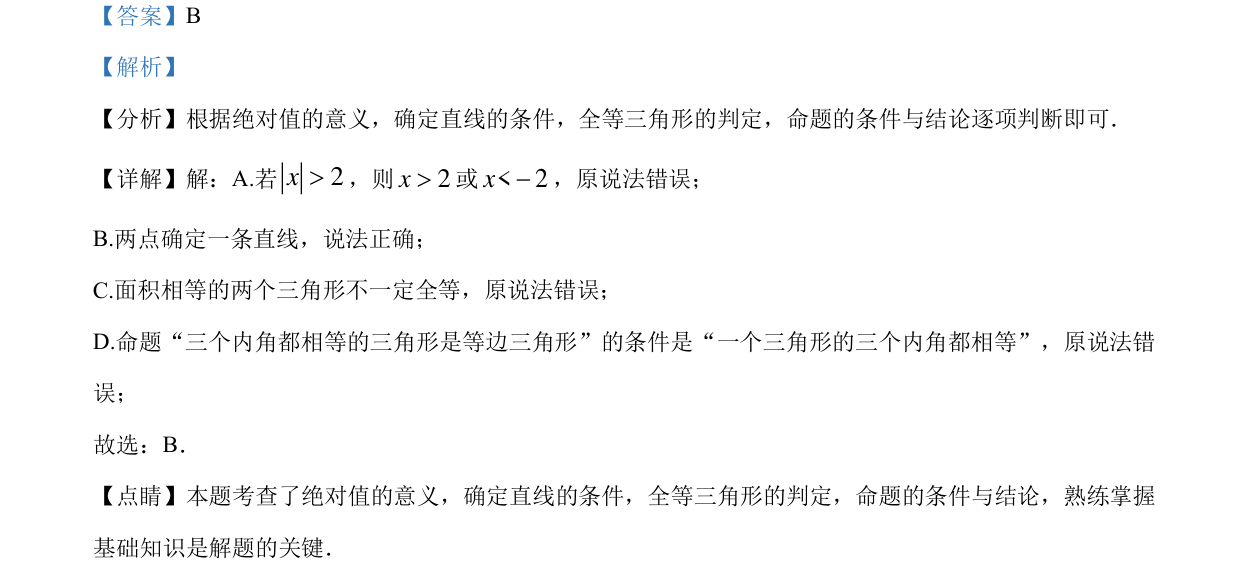 【答案】B
【解析】
【分析】根据绝对值的意义，确定直线的条件，全等三角形的判定，命题的条件与结论逐项判断即可．
【详解】解：A.若|x|>2，则x>2或x<−2，原说法错误；
B.两点确定一条直线，说法正确；
C.面积相等的两个三角形不一定全等，原说法错误；
D.命题“三个内角都相等的三角形是等边三角形”的条件是“一个三角形的三个内角都相等”，原说法错
误；
故选：B．
【点睛】本题考查了绝对值的意义，确定直线的条件，全等三角形的判定，命题的条件与结论，熟练掌握
基础知识是解题的关键．